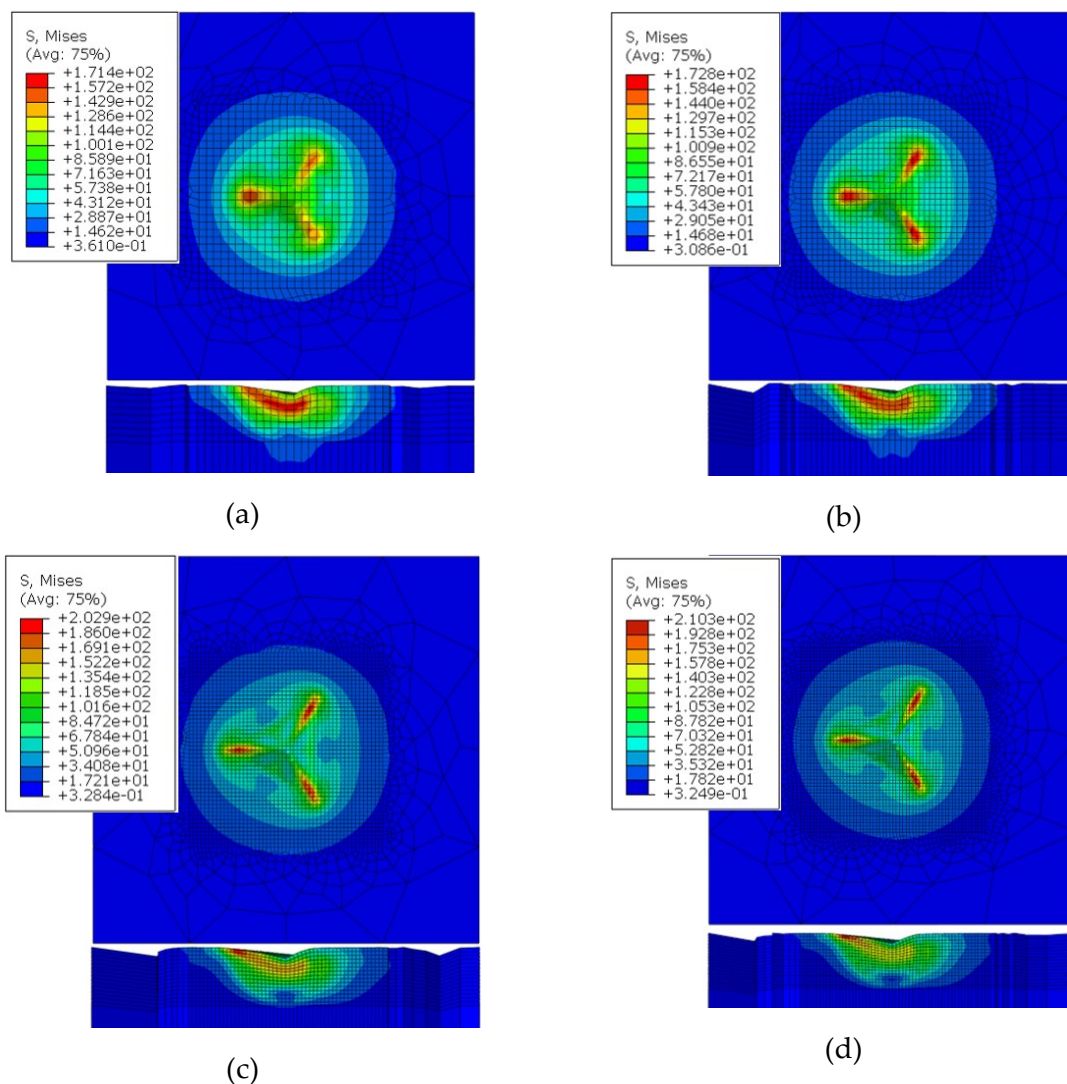 S, Mises
(Avg: 75%)
+1.714e+02
+1.572e+02
+1.429e+02
+1.286e+02
+1.144e+02
+1.001e+02
+8.589e+01
+7.163e+01
+5.738e+01
+4.312e+01
+2.887e+01
+1.462e+01
+3.610e-01
(a)
S, Mises
(Avg: 75%)
+1.728e+02
+1.584e+02
+1.440e+02
+1.297e+02
+1.153e+02
+1.009e+02
+8.655e+01
+7.217e+01
+5.780e+01
+4.343e+01
+2.905e+01
+1.468e+01
+3.086e-01
(b)
S, Mises
(Avg: 75%)
+2.029e+02
+1.860e+02
+1.691e+02
+1.522e+02
+1.354e+02
+1.185e+02
+1.016e+02
+8.472e+01
+6.784e+01
+5.096e+01
+3.408e+01
+1.721e+01
+3.284e-01
(c)
S, Mises
(Avg: 75%)
+2.103e+02
+1.928e+02
+1.753e+02
+1.578e+02
+1.403e+02
+1.228e+02
+1.053e+02
+8.782e+01
+7.032e+01
+5.282e+01
+3.532e+01
+1.782e+01
+3.249e-01
(d)